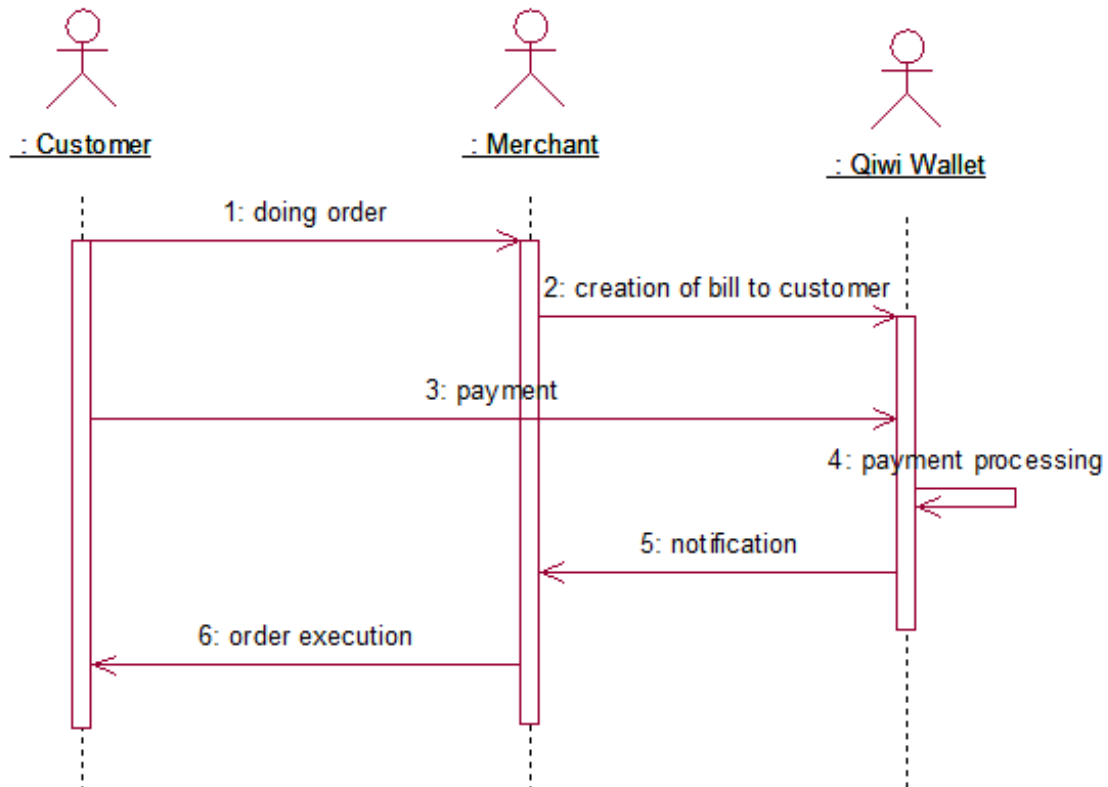 : Customer
: Merchant
: Qiwi Wallet
1: doing order
2: creation of bill to customer
3: payment
4: payment processing
5: notification
6: order execution